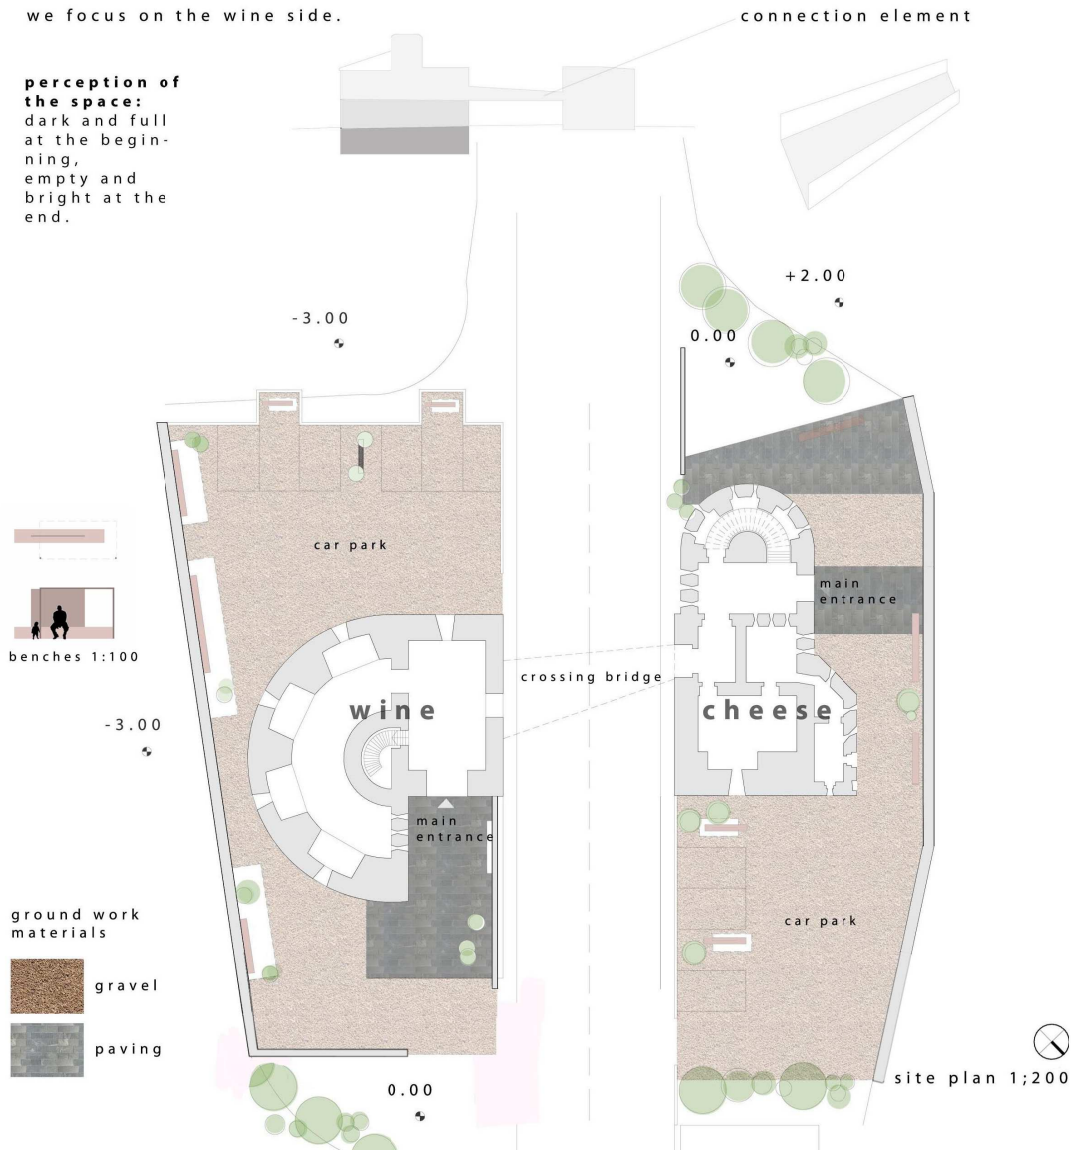 we focus on the wine side.
connection element
perception of
the space:
dark and full
at the begin-
ning,
empty and
bright at the
end.
+2.00
-3.00
0.00
car park
main
entrance
benches 1:100
crossing bridge
wine
cheese
-3.00
main
entrance
ground work
materials
car park
gravel
paving
site plan 1;200
0.00